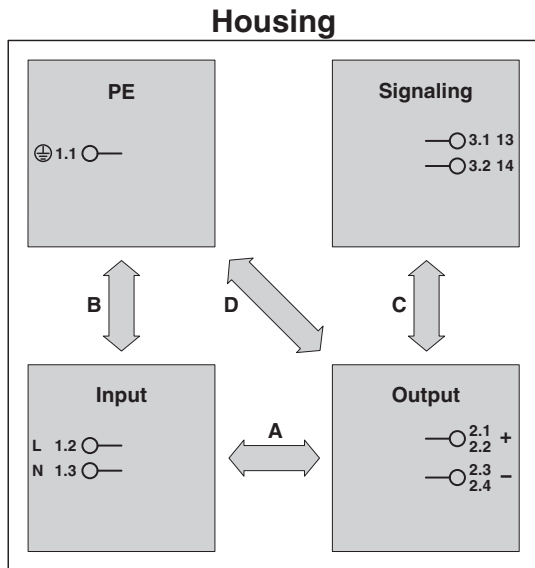 Housing
PE
1.1
Signaling
3.1 13
3.2 14
B
D
C
Input
L 1.2
N 1.3
A
Output
2.1
2.2 +
2.3
2.4 −